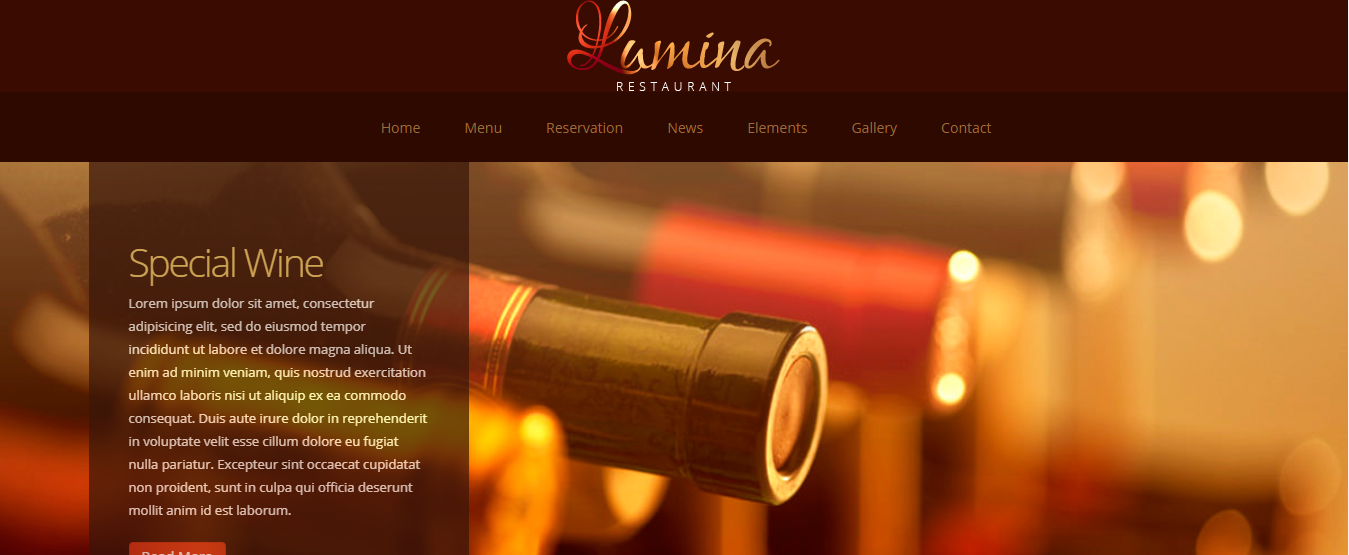 Lumina
RESTAURANT
Home Menu Reservation News Elements Gallery Contact
Special Wine
Lorem ipsum dolor sit amet, consectetur
adipisicing elit, sed do eiusmod tempor
incididunt ut labore et dolore magna aliqua. Ut
enim ad minim veniam, quis nostrud exercitation
ullamco laboris nisi ut aliquip ex ea commodo
consequat. Duis aute irure dolor in reprehenderit
in voluptate velit esse cillum dolore eu fugiat
nulla pariatur. Excepteur sint occaecat cupidatat
non proident, sunt in culpa qui officia deserunt
mollit anim id est laborum.
Read More